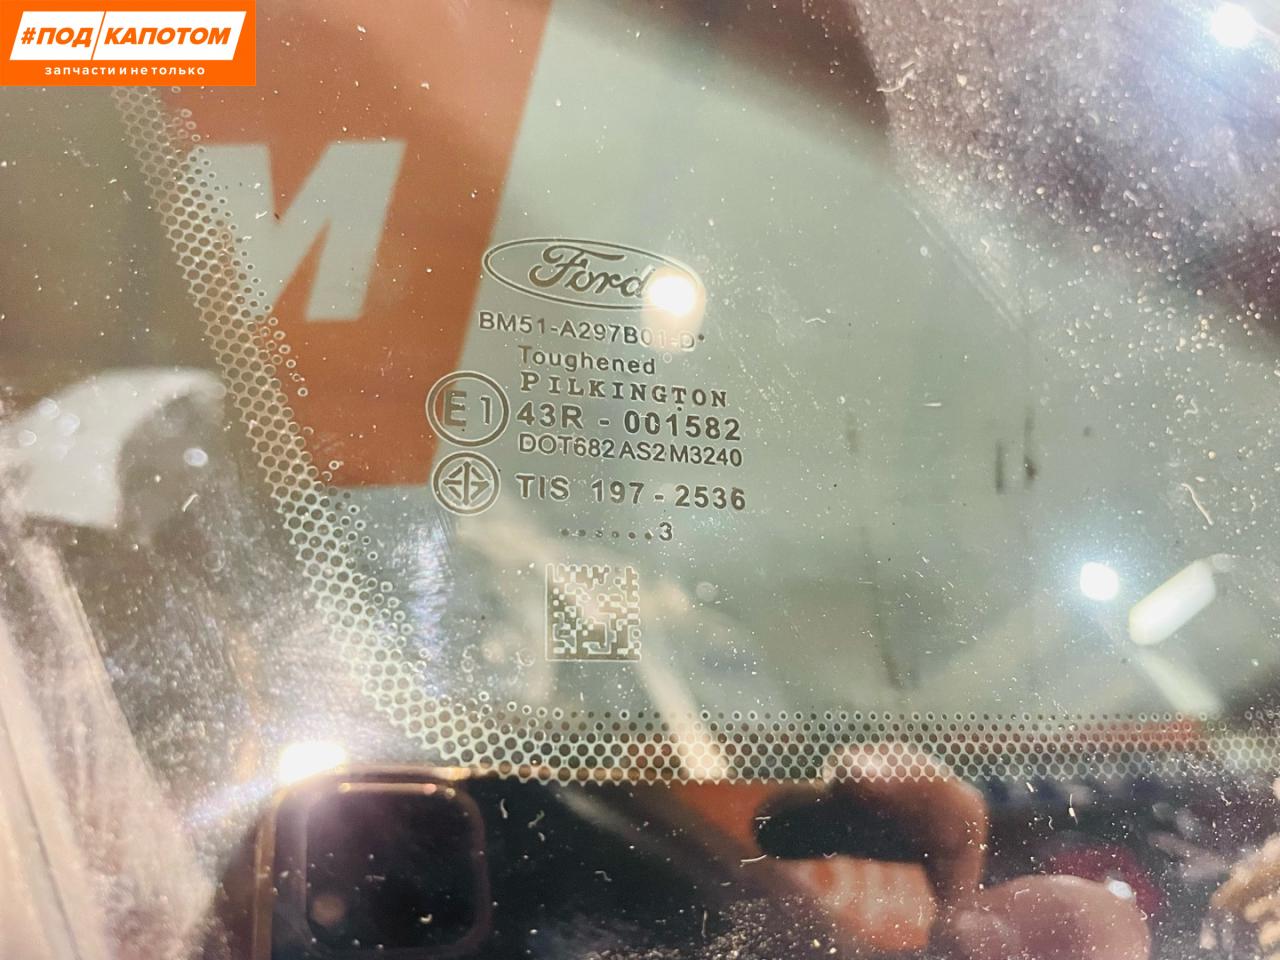 #ПОД КАПОТОМ
запчасти и не только
М
Ford
BM51-A297B01-D
Toughened
PILKINGTON
E1 43R - 001582
DOT682 AS2 M3240
TIS 197 - 2536
......3